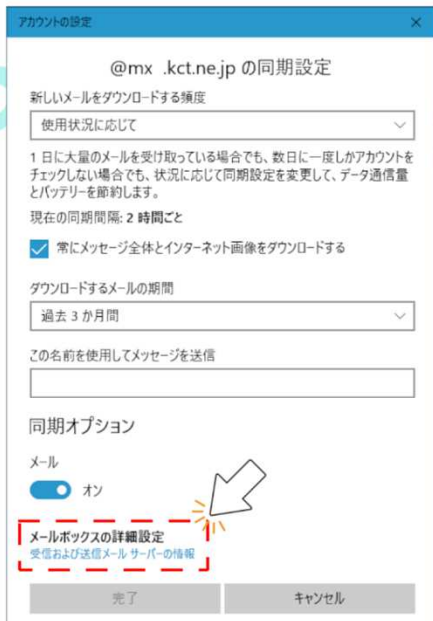 アカウントの設定
@mx .kct.ne.jp の同期設定
新しいメールをダウンロードする頻度
使用状況に応じて
1 日に大量のメールを受け取っている場合でも、数日に一度しかアカウントを
チェックしない場合でも、状況に応じて同期設定を変更して、データ通信量
とバッテリーを節約します。
現在の同期間隔: 2 時間ごと
常にメッセージ全体とインターネット画像をダウンロードする
ダウンロードするメールの期間
過去 3 か月間
この名前を使用してメッセージを送信
同期オプション
メール
オン
メールボックスの詳細設定
受信および送信メール サーバーの情報
完了
キャンセル